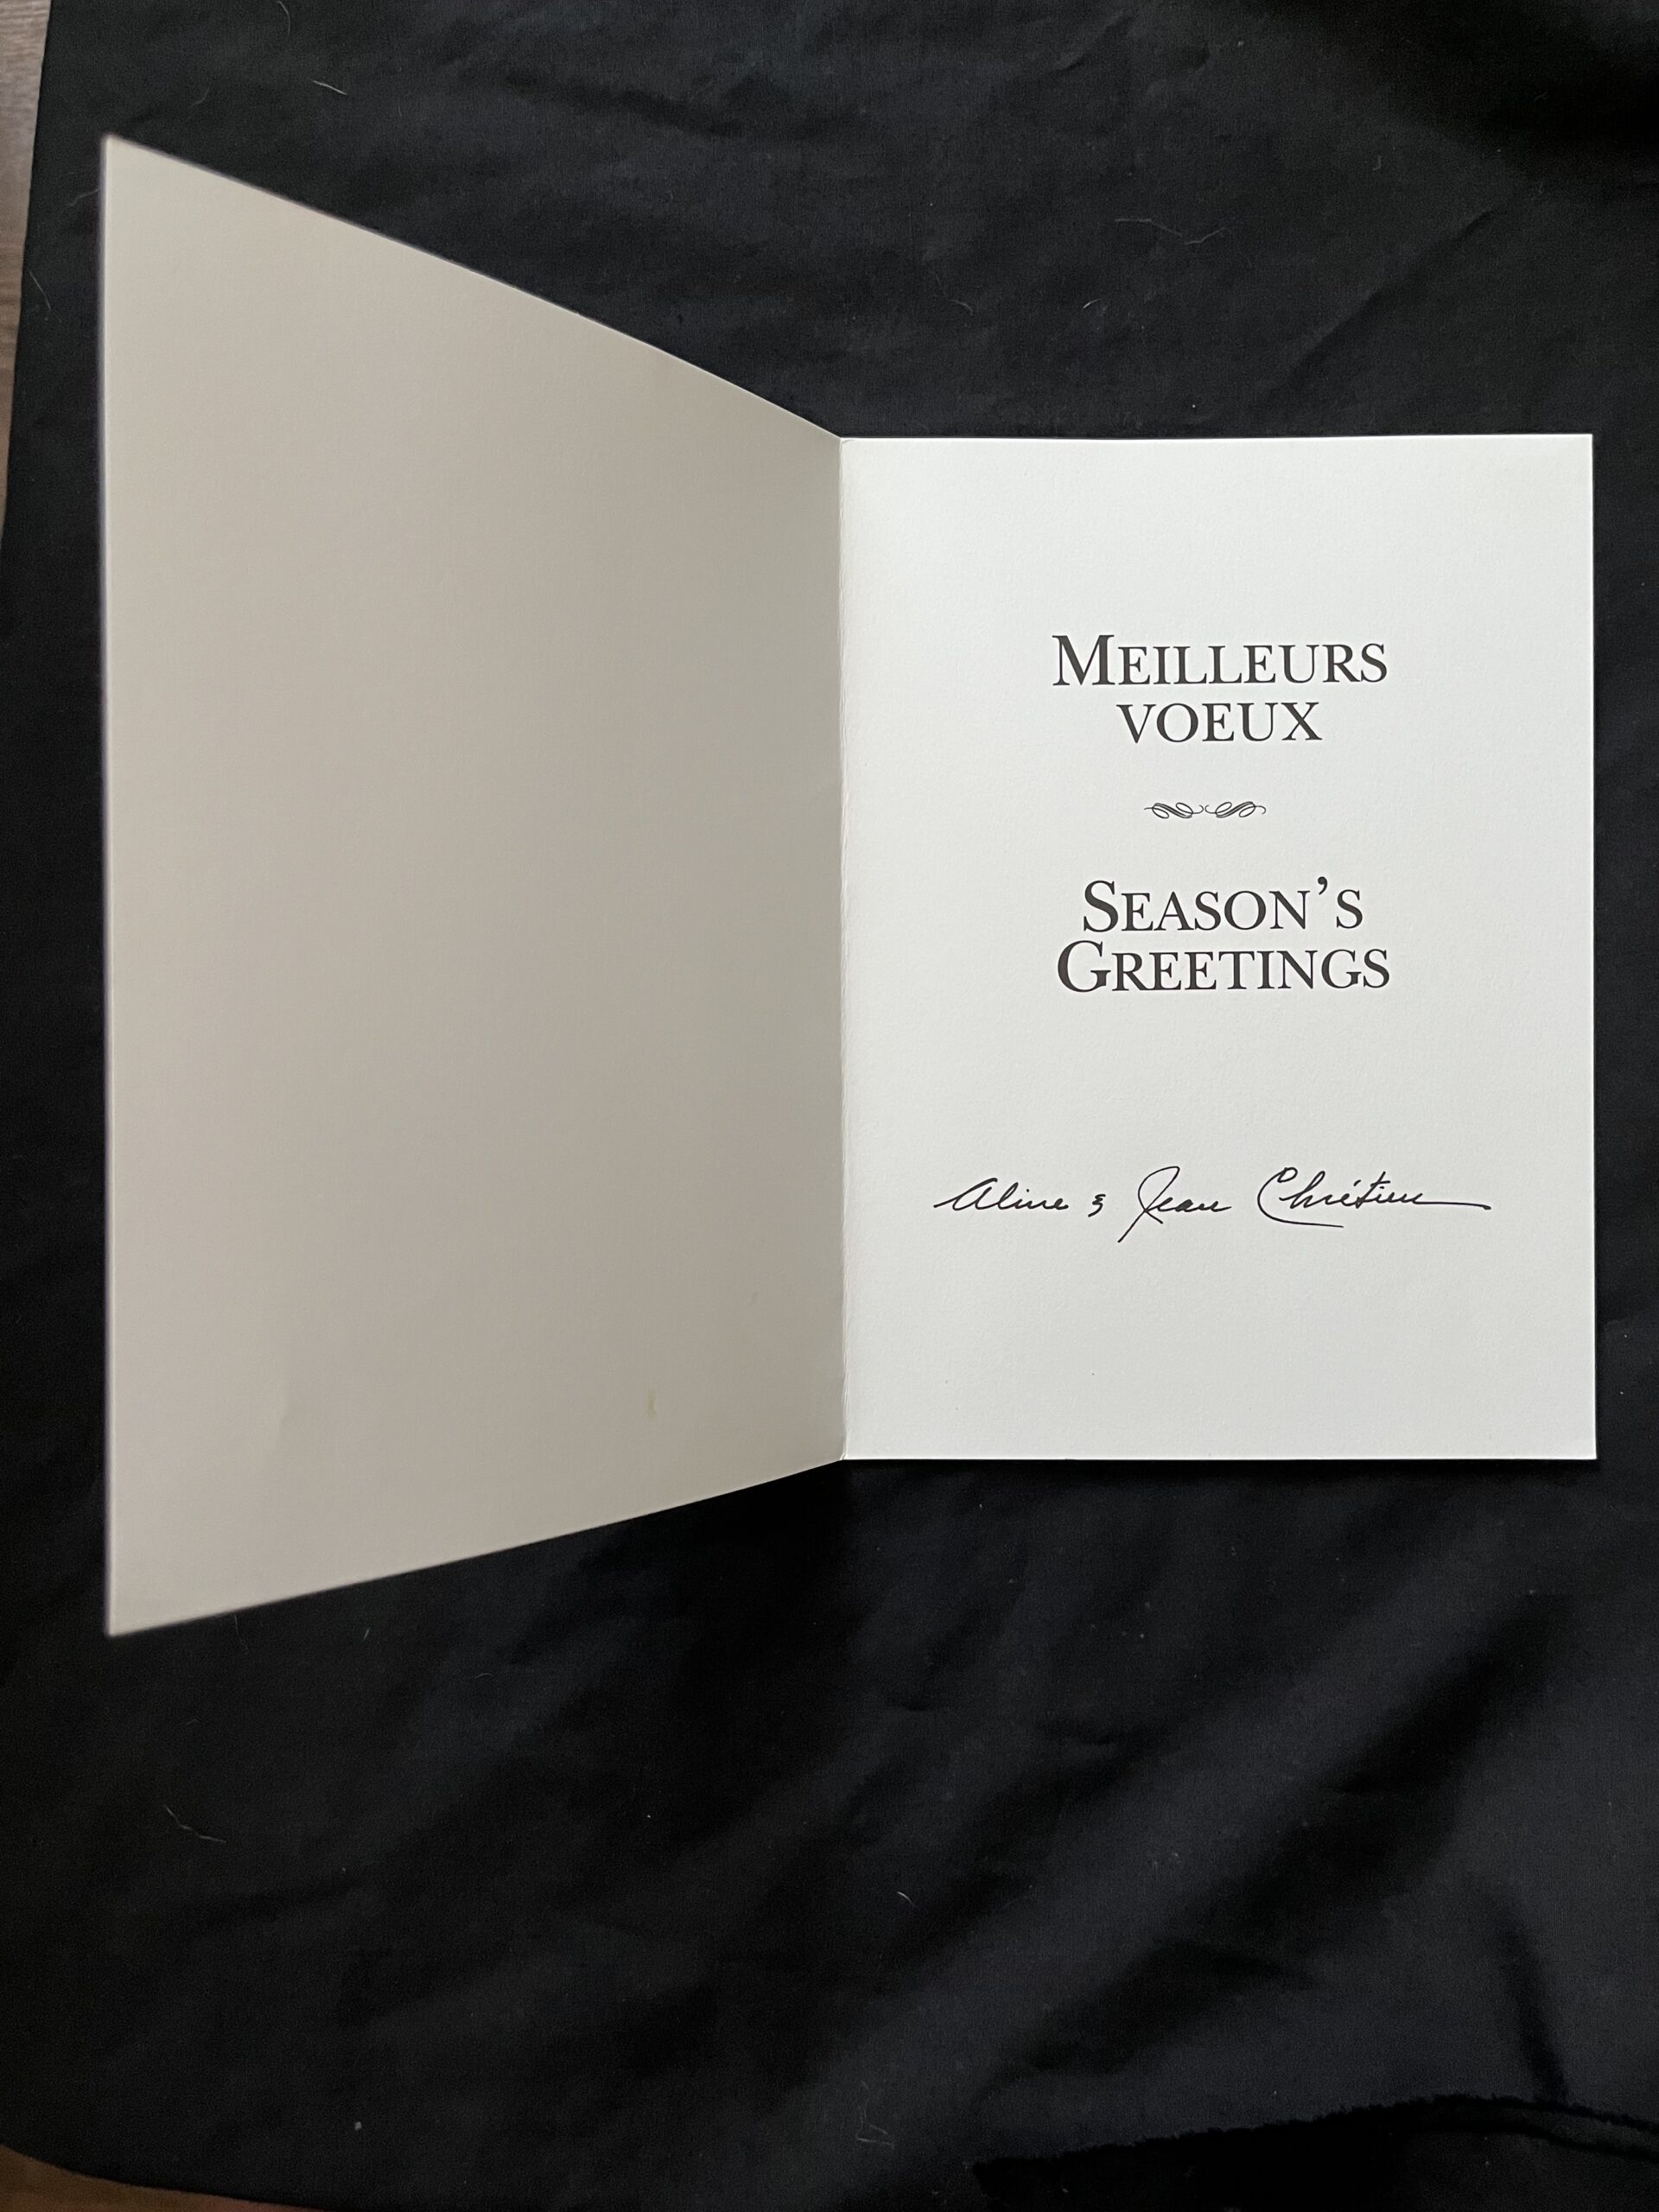 MEILLEURS
VOEUX
SEASON'S
GREETINGS
Aline & Jean Chrétien